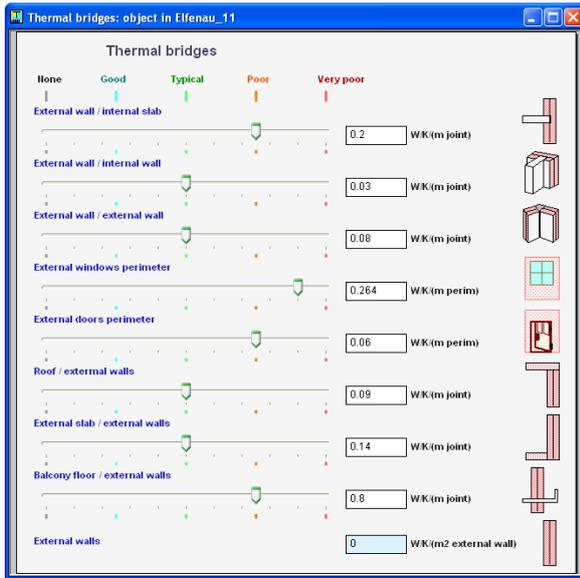 Thermal bridges: object in Elfenau_11
Thermal bridges
None Good Typical Poor Very poor
External wall / internal slab
0.2 W/K/(m joint)
External wall / internal wall
0.03 W/K/(m joint)
External wall / external wall
0.08 W/K/(m joint)
External windows perimeter
0.264 W/K/(m perim)
External doors perimeter
0.06 W/K/(m perim)
Roof / extermal walls
0.09 W/K/(m joint)
External slab / external walls
0.14 W/K/(m joint)
Balcony floor / external walls
0.8 W/K/(m joint)
External walls
0 W/K/(m2 external wall)